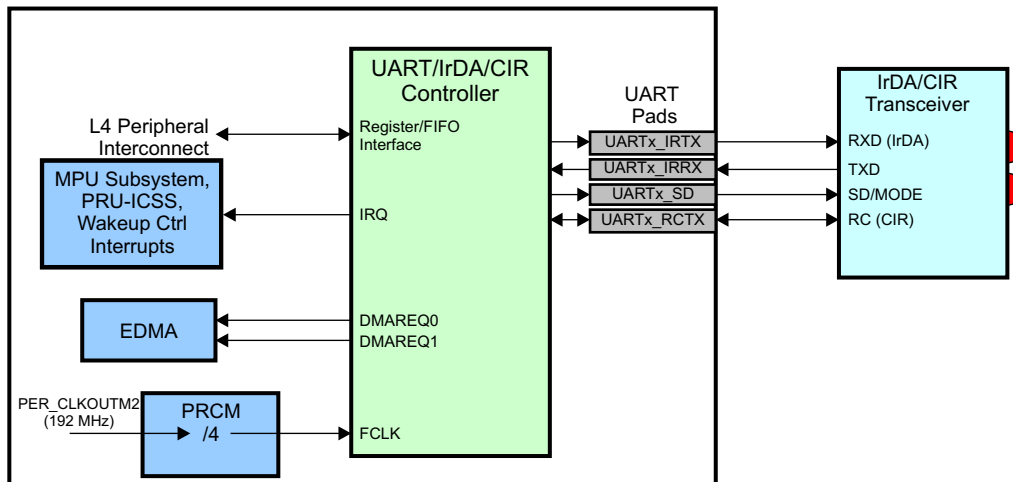 UART/IrDA/CIR
Controller
L4 Peripheral
Interconnect
Register/FIFO
Interface
MPU Subsystem,
PRU-ICSS,
Wakeup Ctrl
Interrupts
IRQ
EDMA
DMAREQ0
DMAREQ1
PER_CLKOUTM2
(192 MHz)
PRCM
/4
FCLK
UART
Pads
UARTx_IRTX
UARTx_IRRX
UARTx_SD
UARTx_RCTX
IrDA/CIR
Transceiver
RXD (IrDA)
TXD
SD/MODE
RC (CIR)